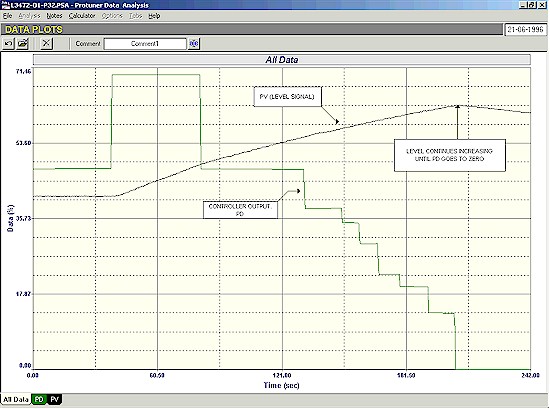 L3472-01-P32.PSA - Protuner Data Analysis
File Analysis Notes Calculator Options Tabs Help
DATA PLOTS
21-06-1996
Comment Comment1
All Data
71.46
53.60
35.73
17.87
0.00
Data (%)
PV (LEVEL SIGNAL)
LEVEL CONTINUES INCREASING
UNTIL PD GOES TO ZERO
CONTROLLER OUTPUT,
PD
0.00 60.50 121.00 181.50 242.00
Time (sec)
All Data PD PV